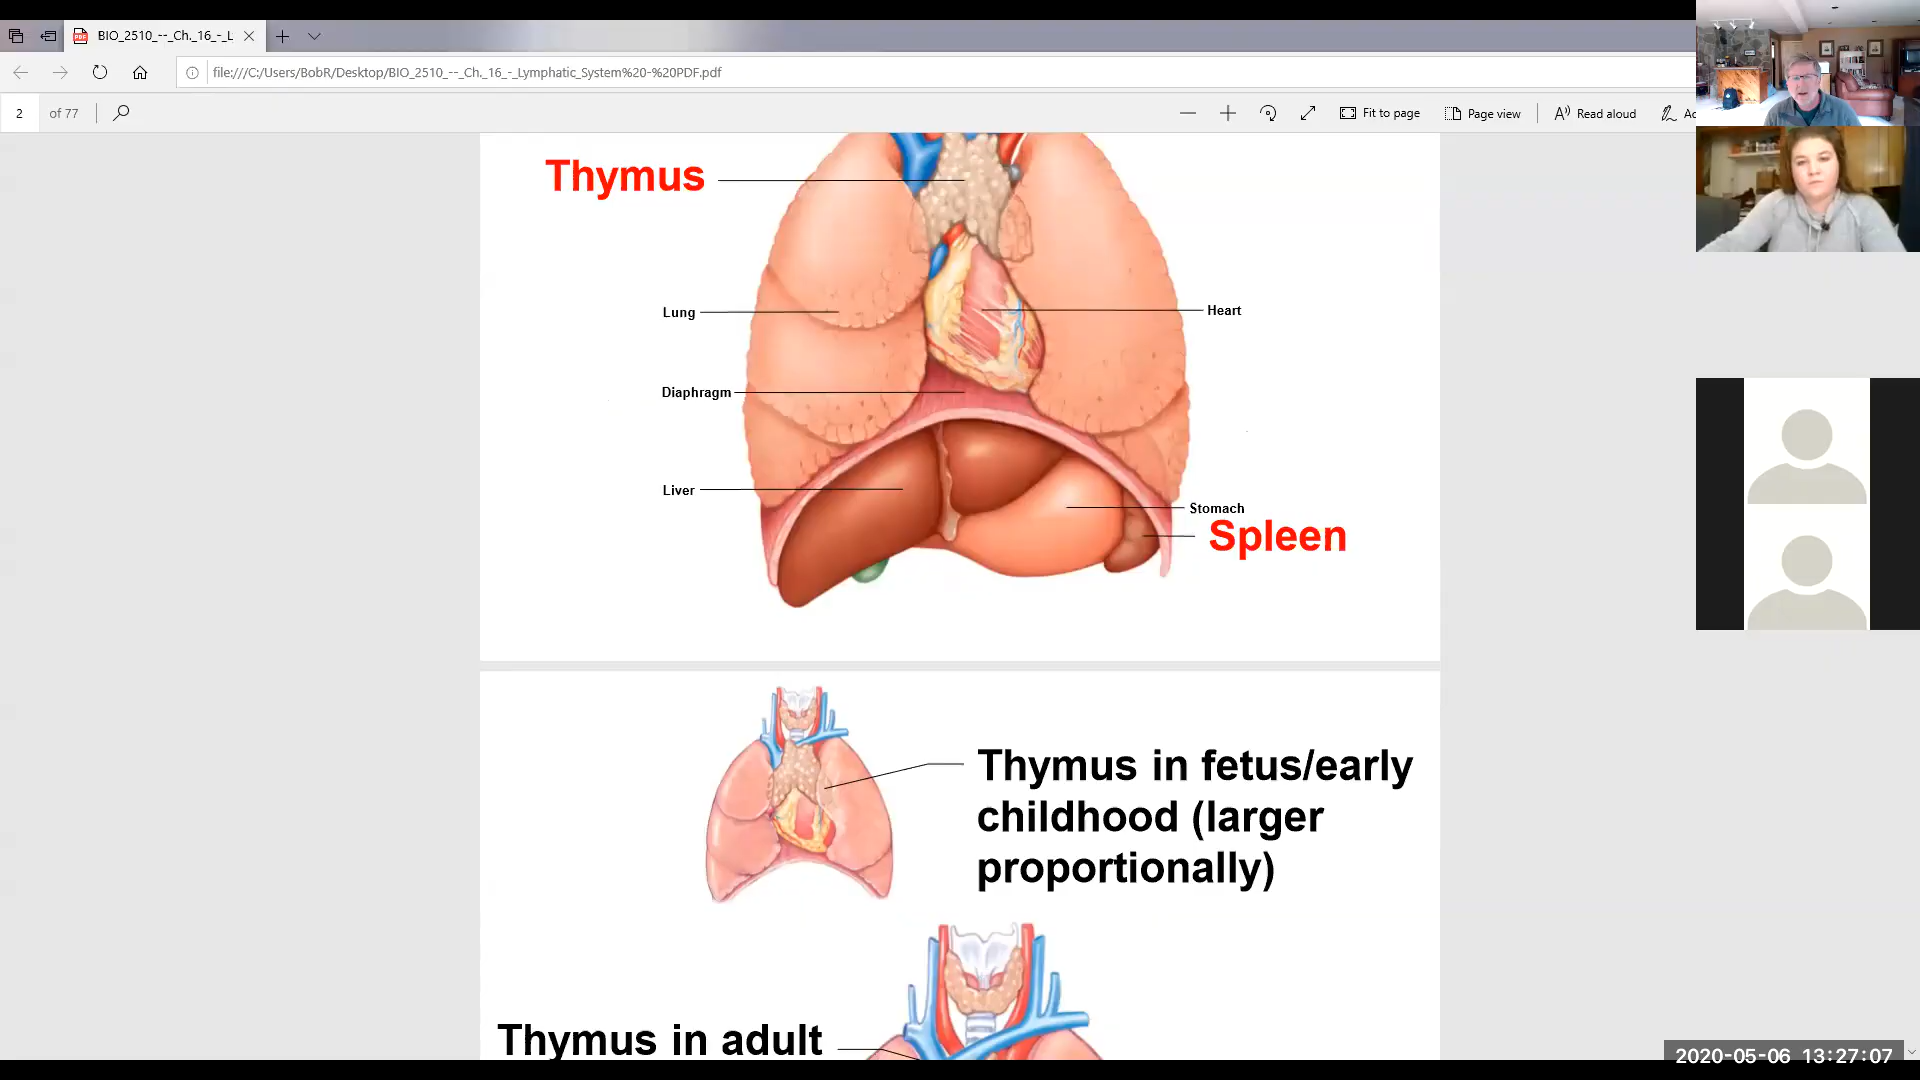 BIO_2510_--_Ch._16_-_L
file:///C:/Users/BobR/Desktop/BIO_2510_--_Ch._16_-_Lymphatic_System%20-%20PDF.pdf
2 of 77
Fit to page
Page view
Read aloud
Thymus
Lung
Heart
Diaphragm
Liver
Stomach
Spleen
Thymus in fetus/early
childhood (larger
proportionally)
Thymus in adult
2020-05-06 13:27:07